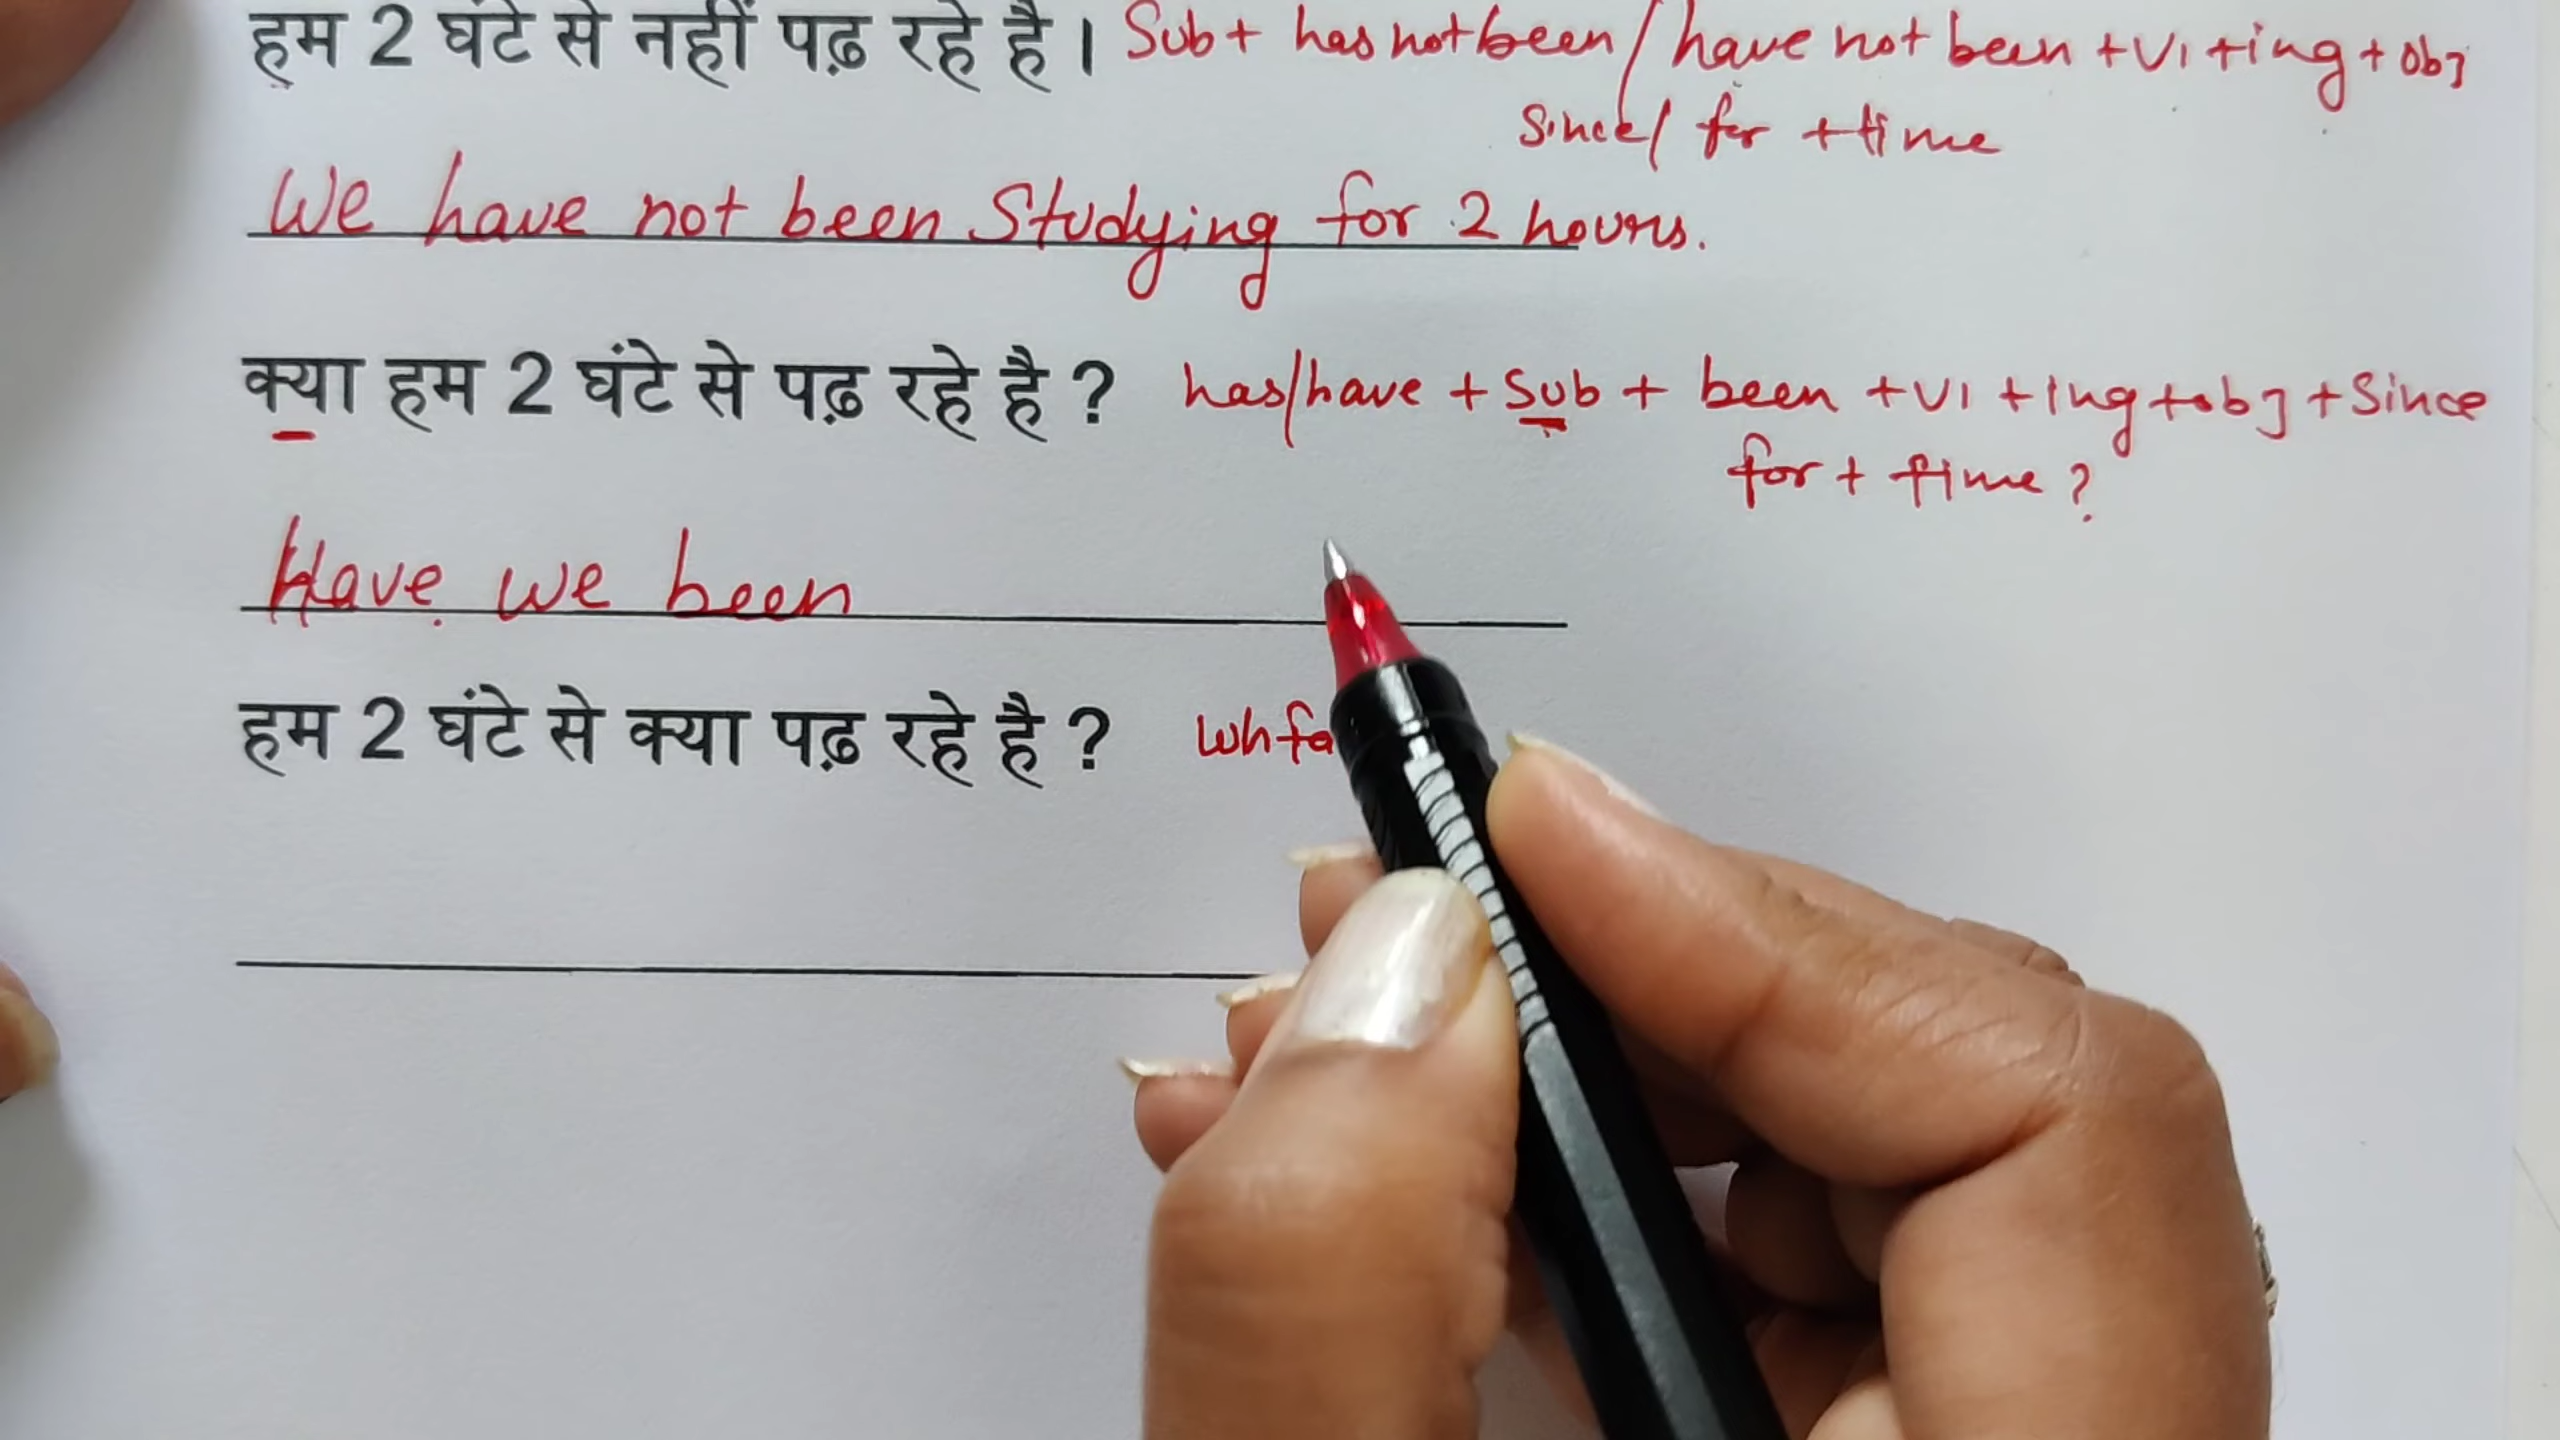 हम 2 घंटे से नहीं पढ़ रहे है। Sub + has not been / have not been + V1 + ing + obj
Since / for + time
We have not been Studying for 2 hours.
क्या हम 2 घंटे से पढ़ रहे है ? has/have + Sub + been + V1 + ing + obj + Since
for + time ?
Have we been
हम 2 घंटे से क्या पढ़ रहे है ?